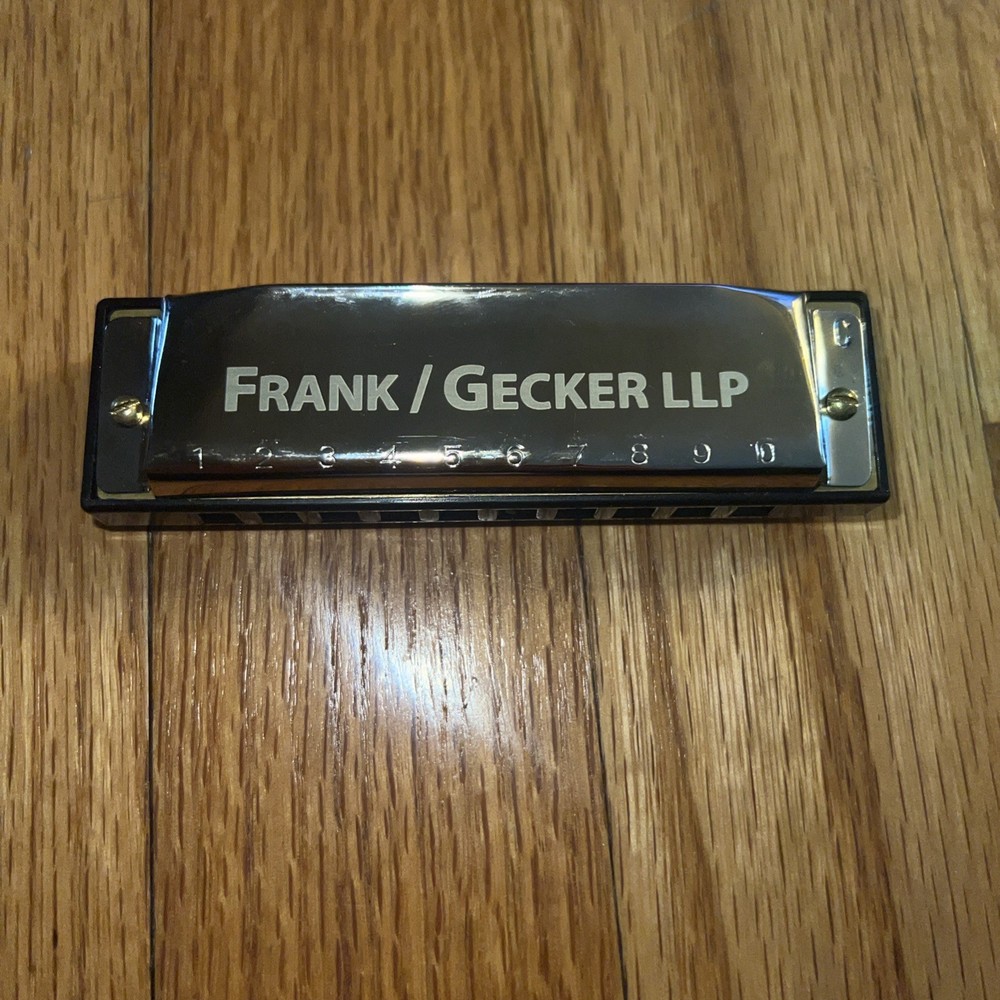 C
FRANK / GECKER LLP
1 2 3 4 5 6 7 8 9 10